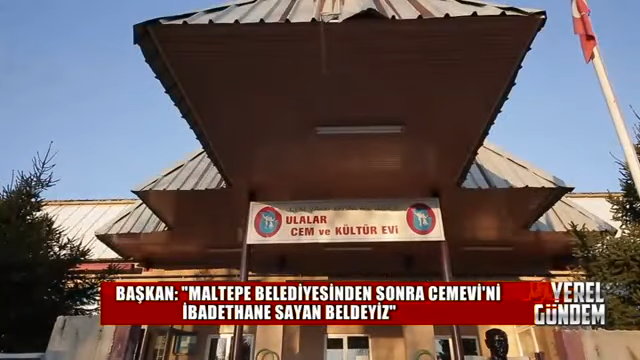 ULALAR
CEM ve KÜLTÜR EVİ
BAŞKAN: "MALTEPE BELEDİYESİNDEN SONRA CEMEVİ'Nİ
İBADETHANE SAYAN BELDEYİZ"
YEREL
GÜNDEM